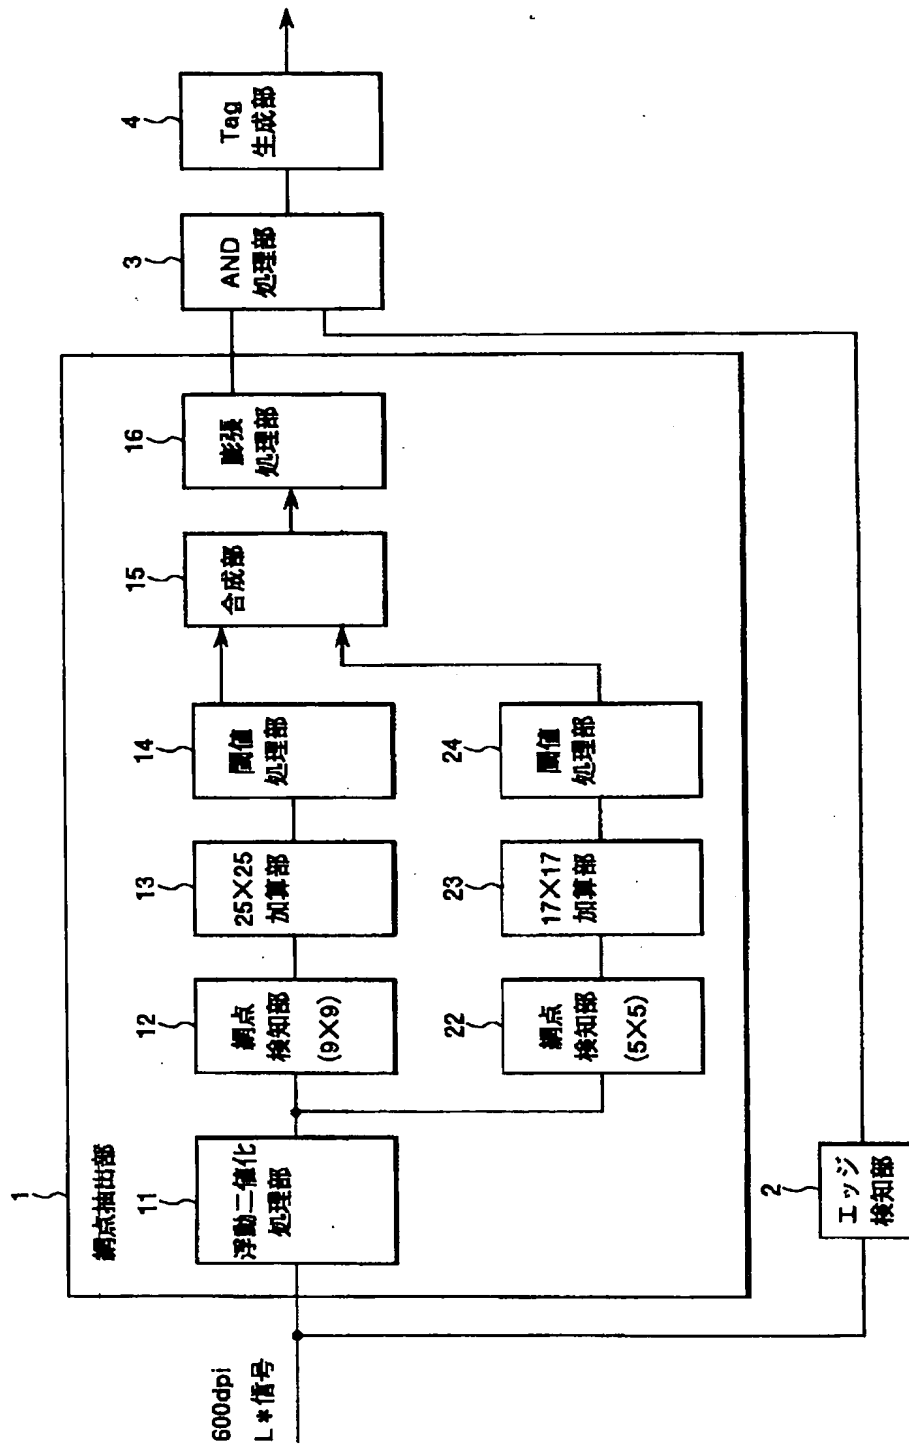 600dpi
L＊信号
1
網点抽出部
11
浮動二値化
処理部
12
網点
検知部
(9×9)
13
25×25
加算部
14
閾値
処理部
15
合成部
16
膨張
処理部
3
AND
処理部
4
Tag
生成部
22
網点
検知部
(5×5)
23
17×17
加算部
24
閾値
処理部
2
エッジ
検知部